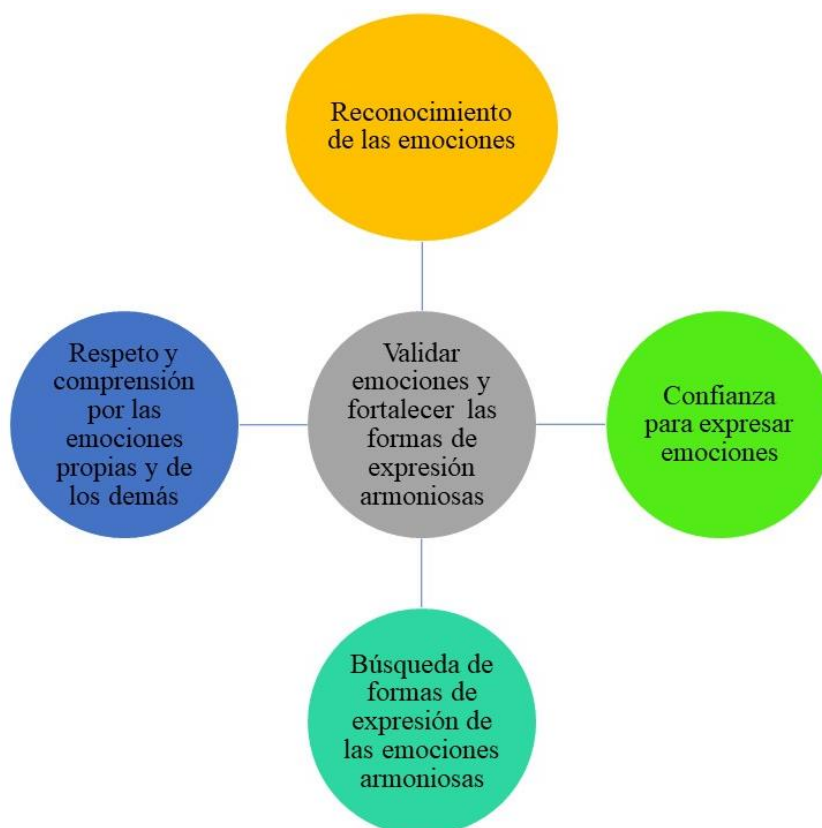 Reconocimiento
de las emociones
Respeto y
comprensión
por las
emociones
propias y de
los demás
Validar
emociones y
fortalecer las
formas de
expresión
armoniosas
Confianza
para expresar
emociones
Búsqueda de
formas de
expresión de
las emociones
armoniosas